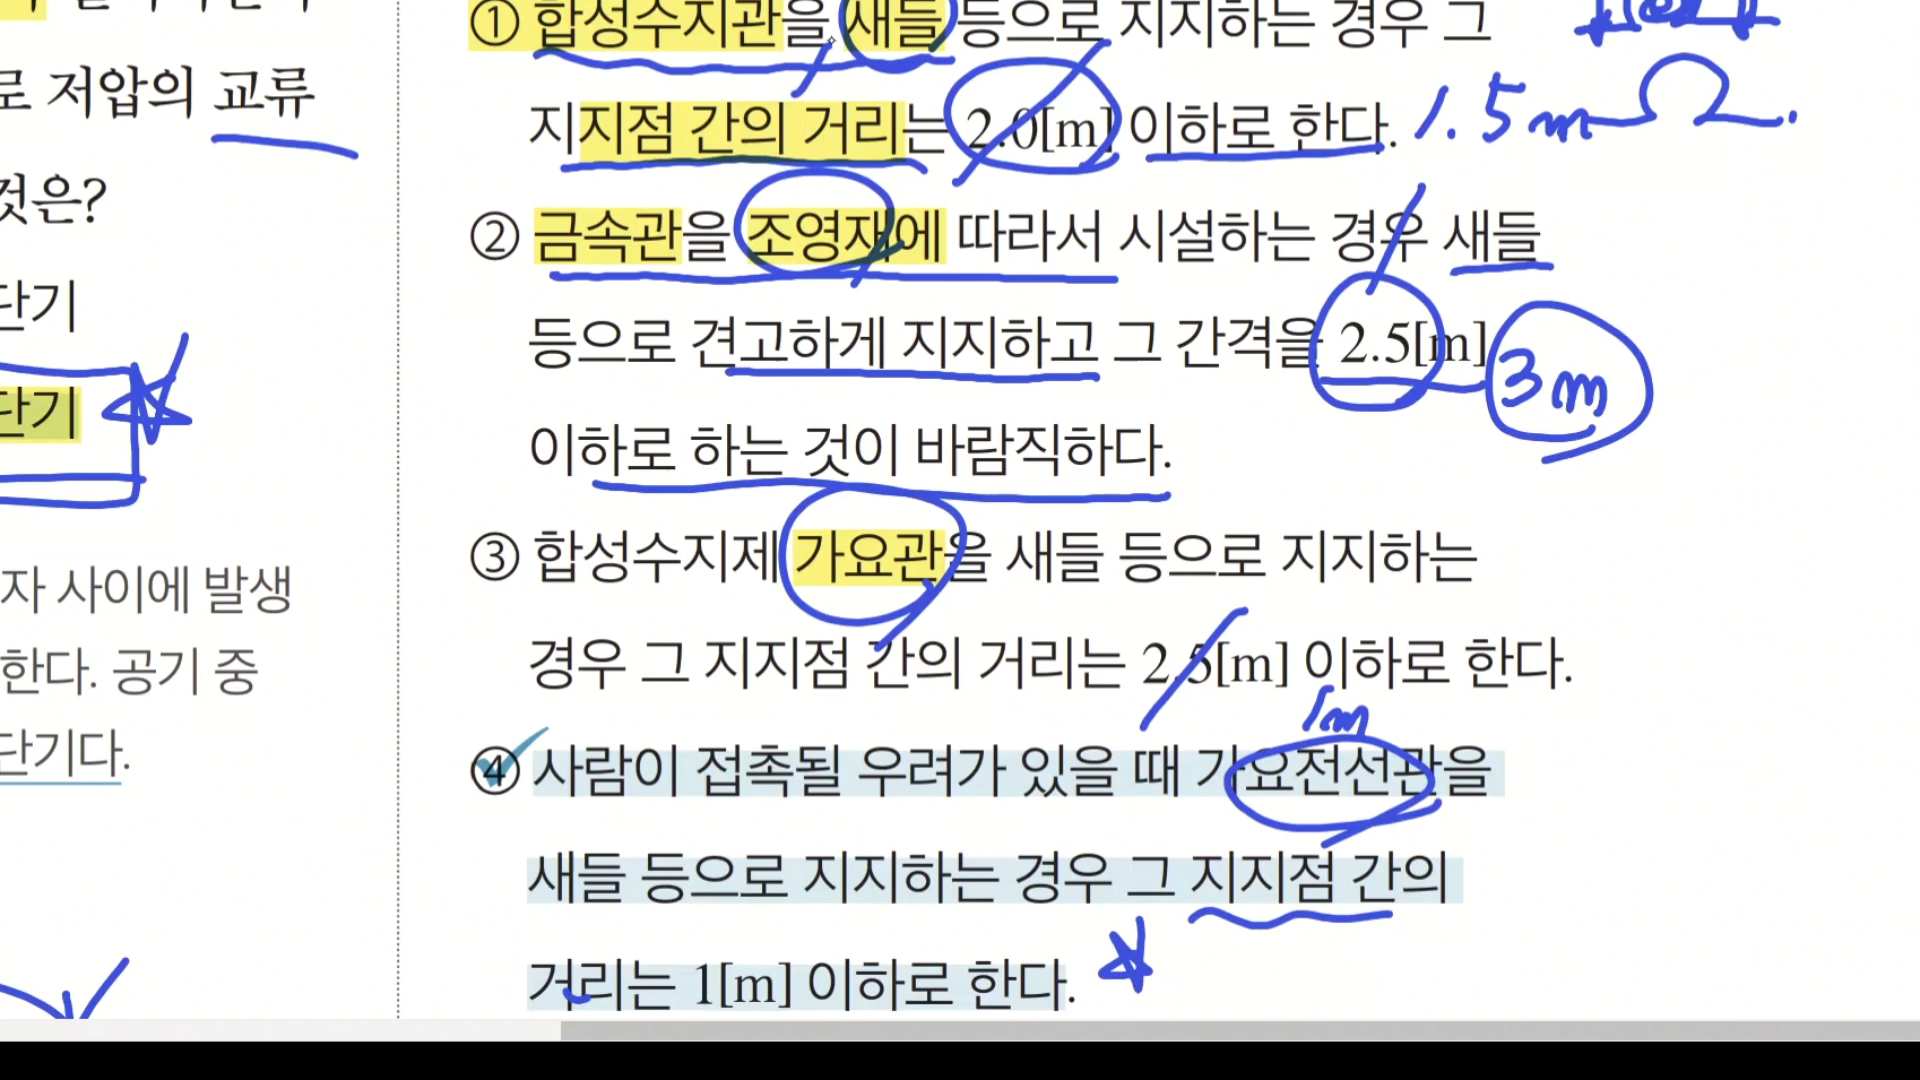 로 저압의 교류
것은?
단기
단기
자 사이에 발생
한다. 공기 중
단기다.
① 합성수지관을 새들 등으로 지지하는 경우 그
지지점 간의 거리는 2.0[m] 이하로 한다. 1.5m
② 금속관을 조영재에 따라서 시설하는 경우 새들
등으로 견고하게 지지하고 그 간격을 2.5[m] 3m
이하로 하는 것이 바람직하다.
③ 합성수지제 가요관을 새들 등으로 지지하는
경우 그 지지점 간의 거리는 2.5[m] 이하로 한다.
1m
④ 사람이 접촉될 우려가 있을 때 가요전선관을
새들 등으로 지지하는 경우 그 지지점 간의
거리는 1[m] 이하로 한다.